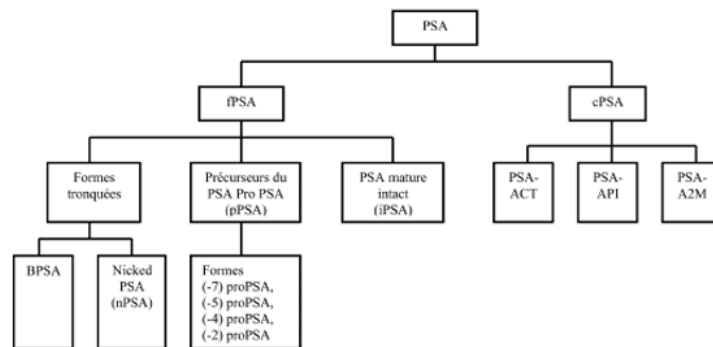 PSA
fPSA
cPSA
Formes
tronquées
Précurseurs du
PSA Pro PSA
(pPSA)
PSA mature
intact
(iPSA)
PSA-
ACT
PSA-
API
PSA-
A2M
BPSA
Nicked
PSA
(nPSA)
Formes
(-7) proPSA,
(-5) proPSA,
(-4) proPSA,
(-2) proPSA